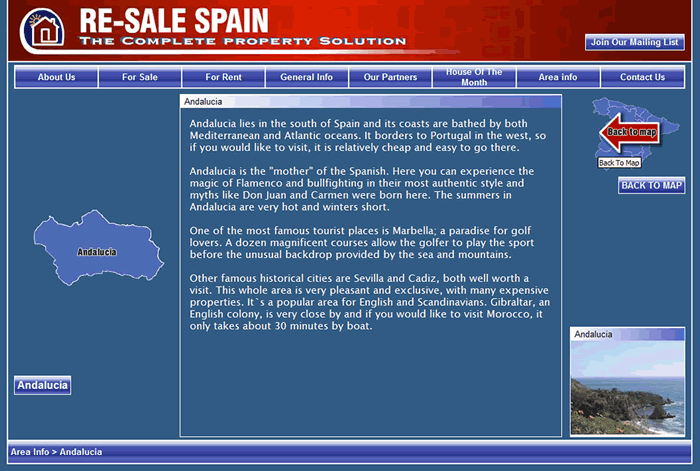 RE-SALE SPAIN
THE COMPLETE PROPERTY SOLUTION
Join Our Mailing List
About Us
For Sale
For Rent
General Info
Our Partners
House Of The
Month
Area info
Contact Us
Andalucia
Andalucia lies in the south of Spain and its coasts are bathed by both
Mediterranean and Atlantic oceans. It borders to Portugal in the west, so
if you would like to visit, it is relatively cheap and easy to go there.
Andalucia is the "mother" of the Spanish. Here you can experience the
magic of Flamenco and bullfighting in their most authentic style and
myths like Don Juan and Carmen were born here. The summers in
Andalucia are very hot and winters short.
One of the most famous tourist places is Marbella; a paradise for golf
lovers. A dozen magnificent courses allow the golfer to play the sport
before the unusual backdrop provided by the sea and mountains.
Other famous historical cities are Sevilla and Cadiz, both well worth a
visit. This whole area is very pleasant and exclusive, with many expensive
properties. It`s a popular area for English and Scandinavians. Gibraltar, an
English colony, is very close by and if you would like to visit Morocco, it
only takes about 30 minutes by boat.
Back to map
Back To Map
BACK TO MAP
Andalucia
Andalucia
Andalucia
Area Info > Andalucia